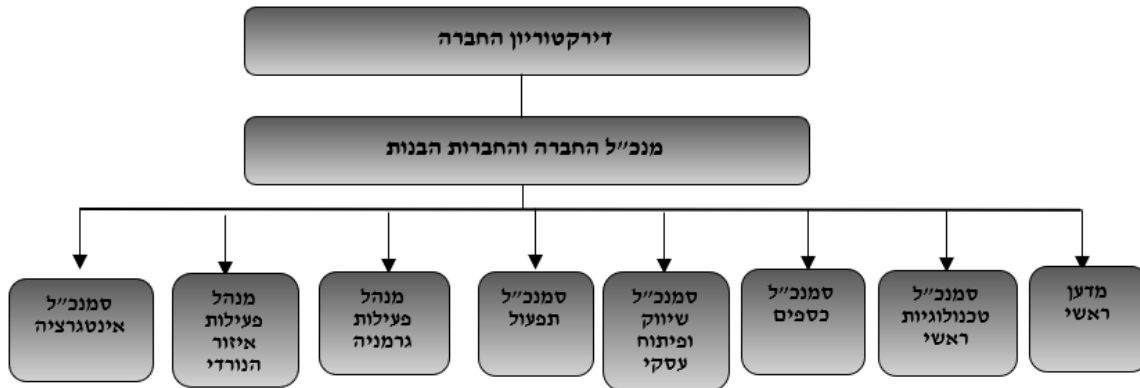 דירקטוריון החברה
מנכ״ל החברה והחברות הבנות
מדען
ראשי
סמנכ״ל
טכנולוגיות
ראשי
סמנכ״ל
כספים
סמנכ״ל
שיווק
ופיתוח
עסקי
סמנכ״ל
תפעול
מנהל
פעילות
גרמניה
מנהל
פעילות
איזור
הנורדי
סמנכ״ל
אינטגרציה